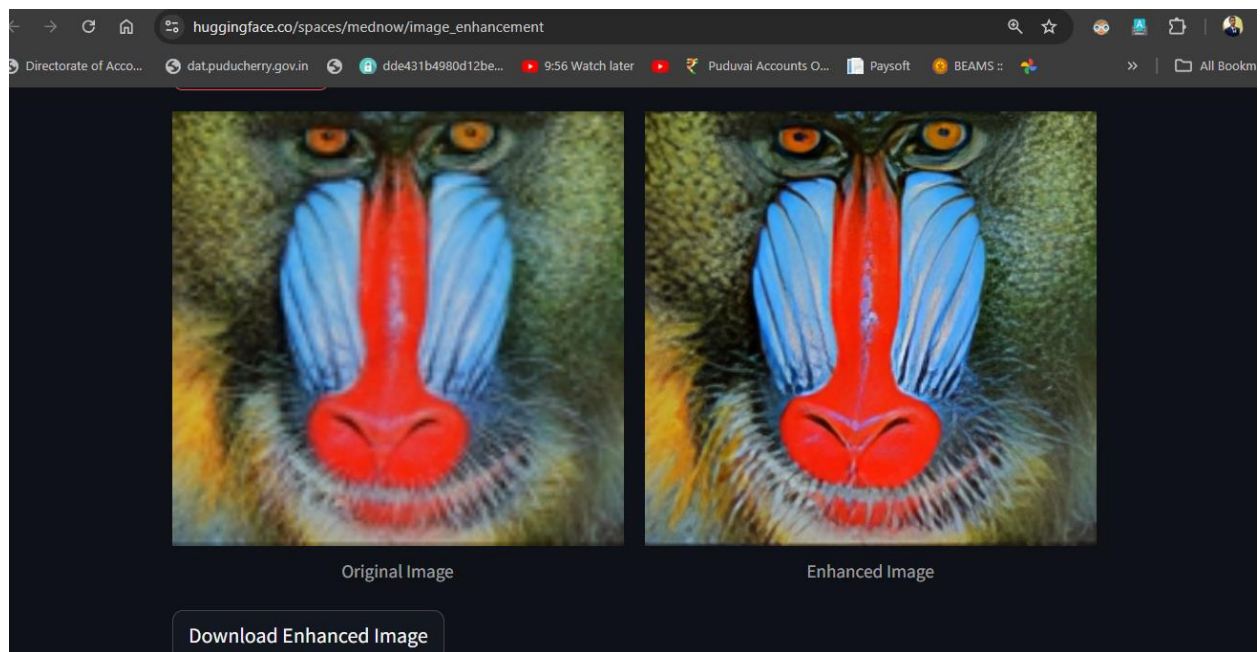 huggingface.co/spaces/mednow/image_enhancement
Directorate of Acco... dat.puducherry.gov.in dde431b4980d12be... 9:56 Watch later Puduvai Accounts O... Paysoft BEAMS :: » All Bookm
Original Image Enhanced Image
Download Enhanced Image